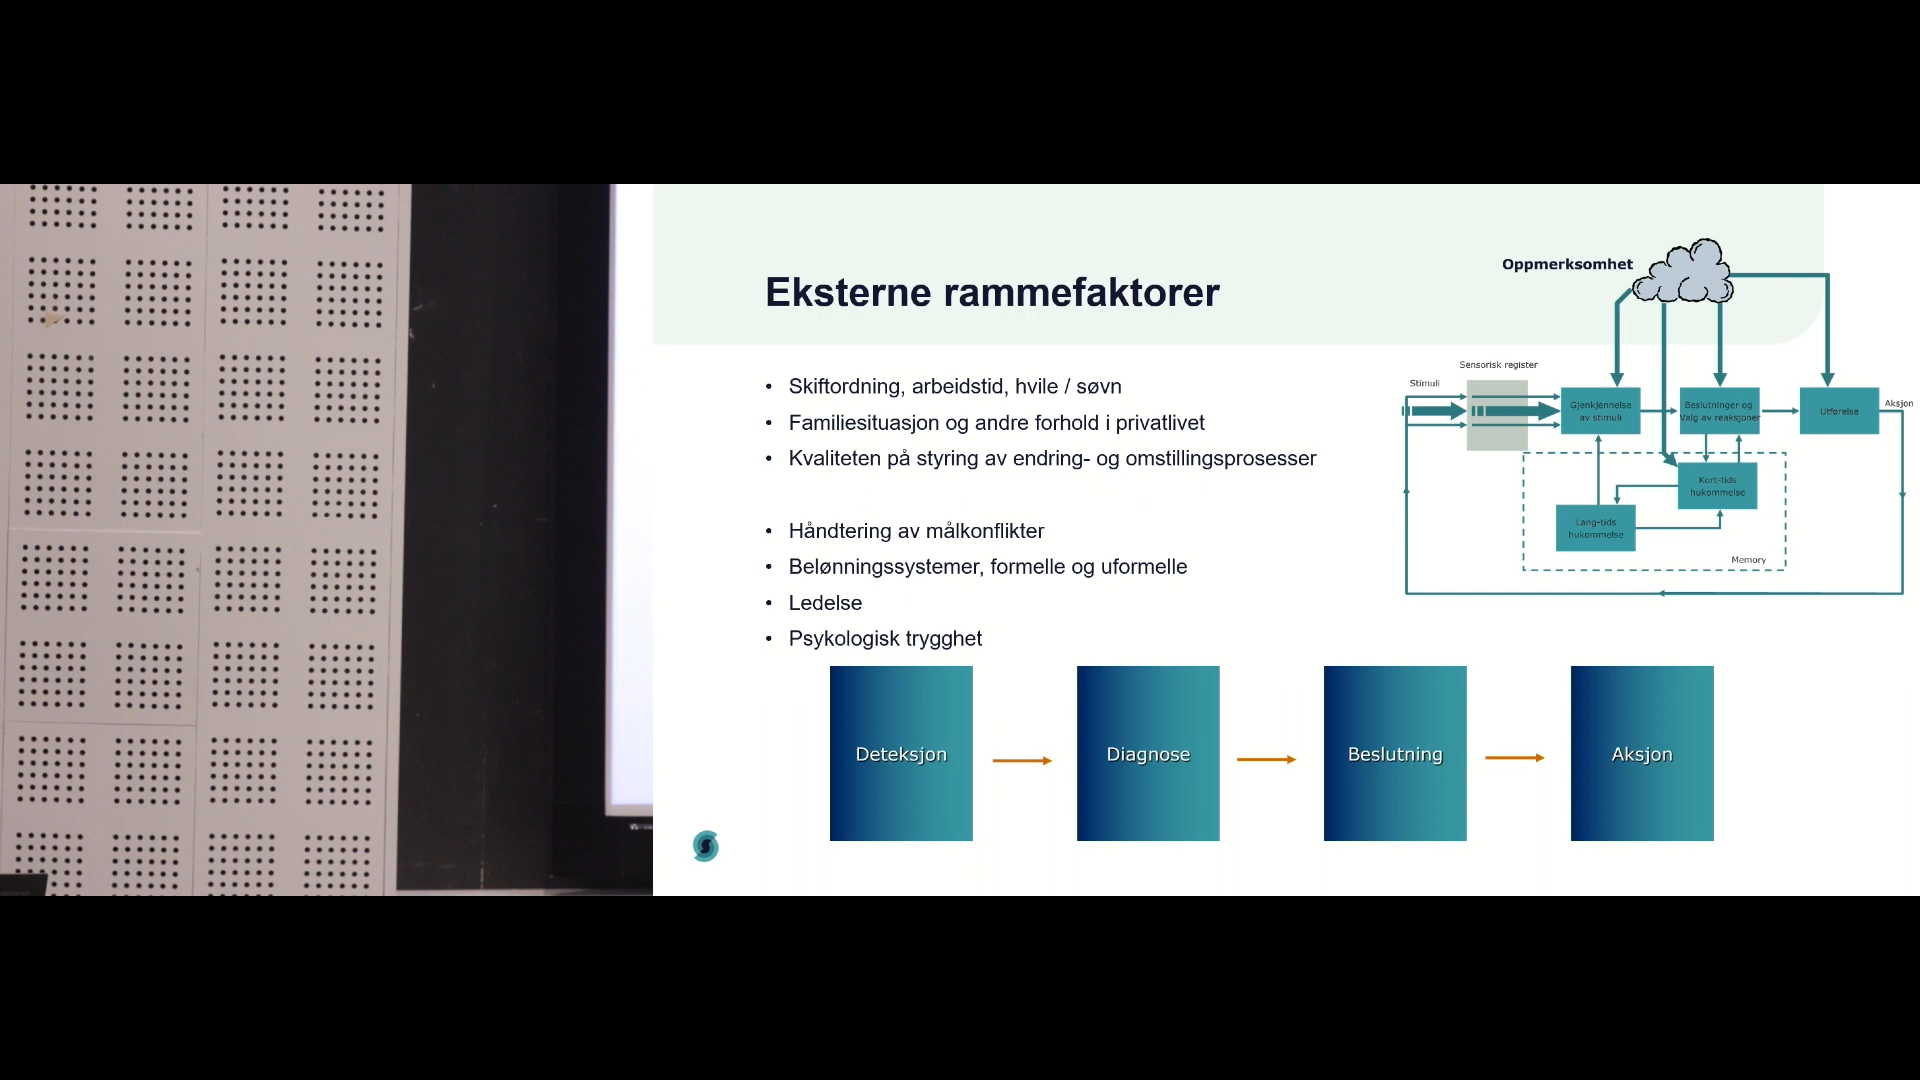 Eksterne rammefaktorer
• Skiftordning, arbeidstid, hvile / søvn
• Familiesituasjon og andre forhold i privatlivet
• Kvaliteten på styring av endring- og omstillingsprosesser
• Håndtering av målkonflikter
• Belønningssystemer, formelle og uformelle
• Ledelse
• Psykologisk trygghet
Oppmerksomhet
Sensorisk register
Stimuli
Gjenkjennelse
av stimuli
Beslutninger og
Valg av reaksjoner
Utførelse
Aksjon
Kort-tids
hukommelse
Lang-tids
hukommelse
Memory
Deteksjon
Diagnose
Beslutning
Aksjon